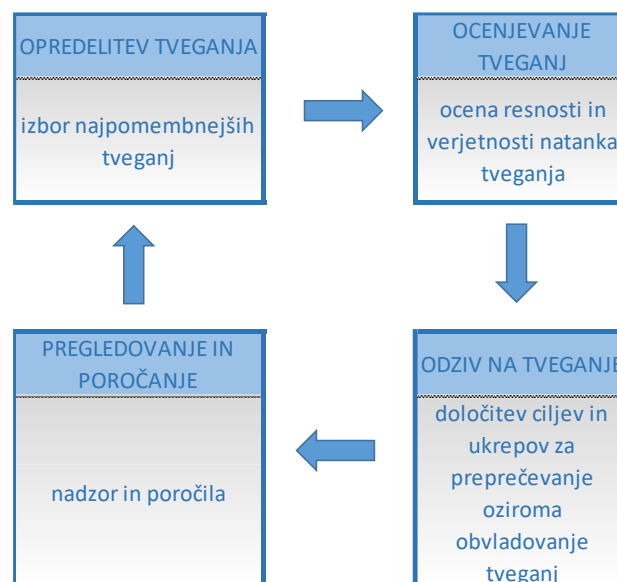 OPREDELITEV TVEGANJA
izbor najpomembnejših
tveganj
OCENJEVANJE
TVEGANJ
ocena resnosti in
verjetnosti natanka
tveganja
PREGLEDOVANJE IN
POROČANJE
nadzor in poročila
ODZIV NA TVEGANJE
določitev ciljev in
ukrepov za
preprečevanje
oziroma
obvladovanje
tveganj